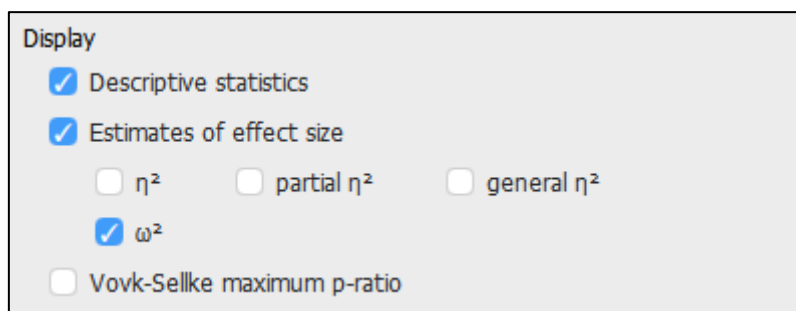 Display
Descriptive statistics
Estimates of effect size
η² partial η² general η²
ω²
Vovk-Sellke maximum p-ratio